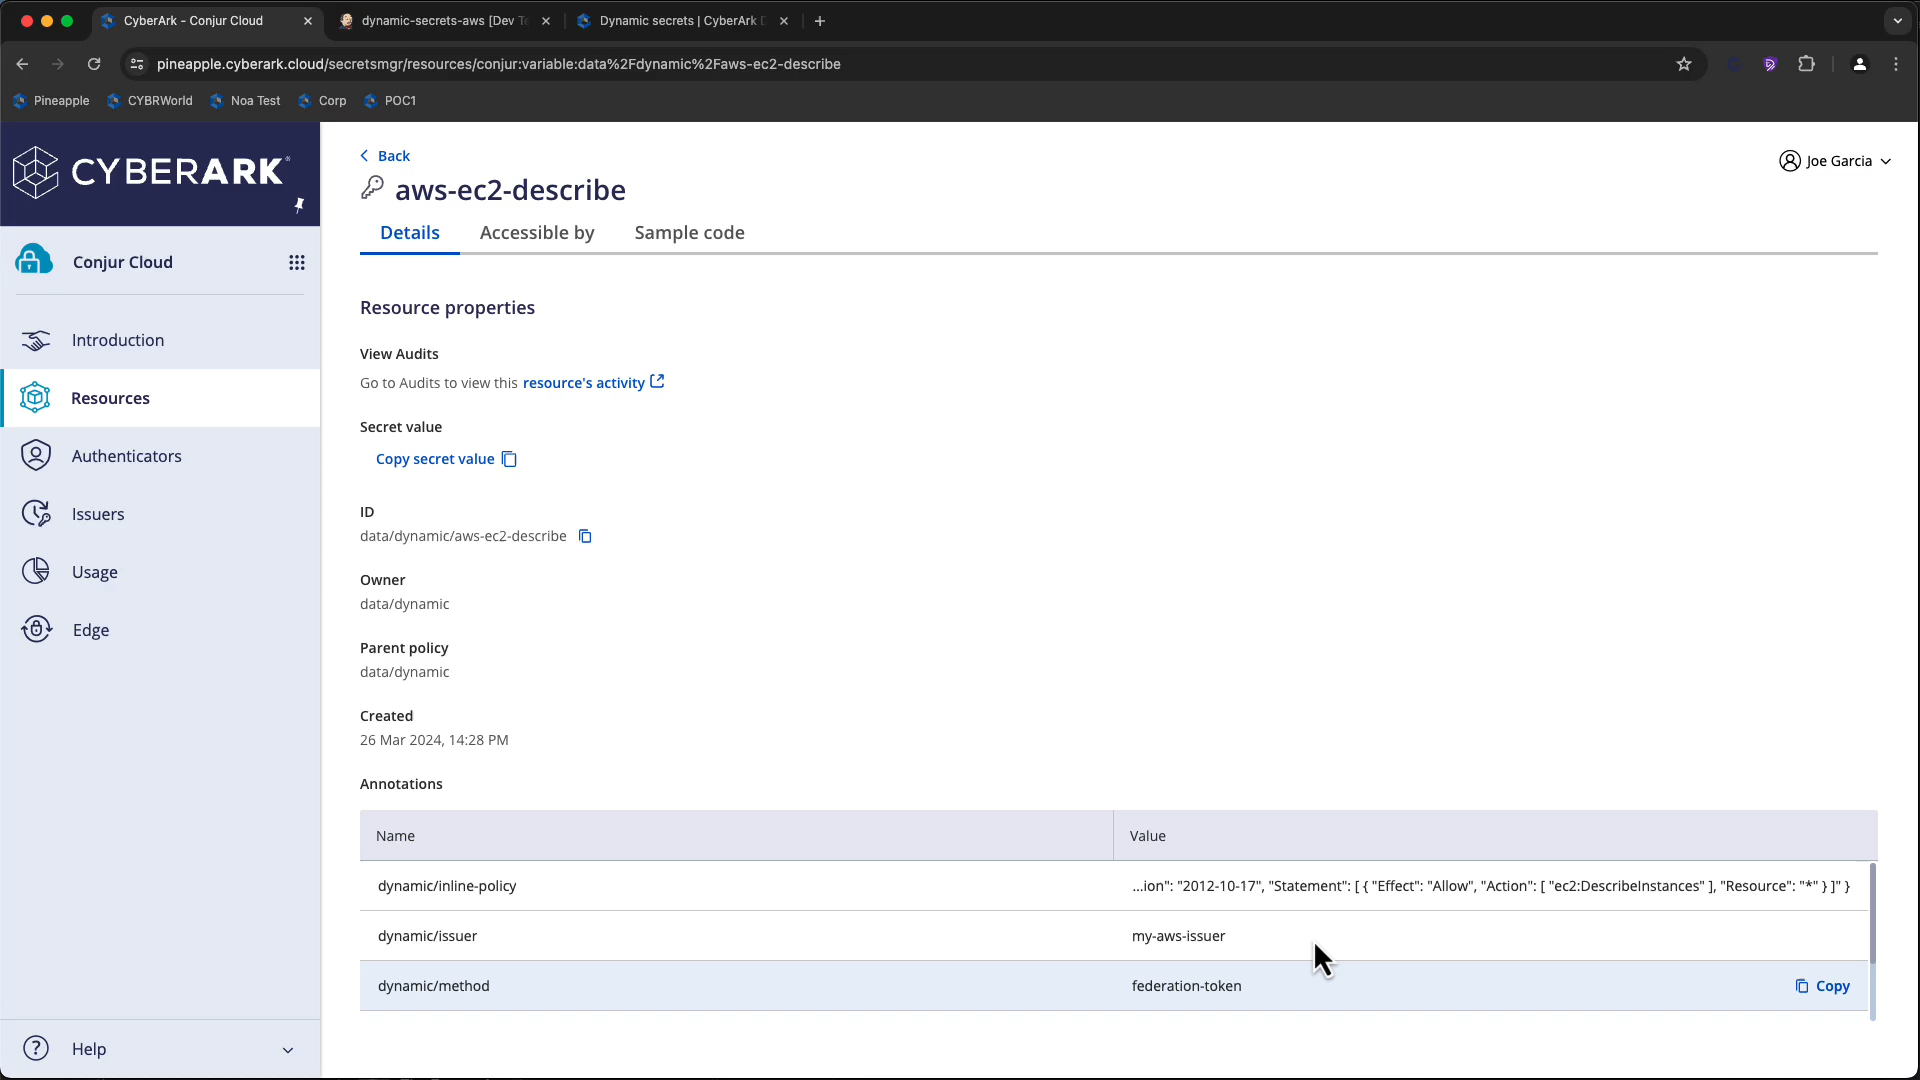 CyberArk - Conjur Cloud
dynamic-secrets-aws [Dev Te
Dynamic secrets | CyberArk D
pineapple.cyberark.cloud/secretsmgr/resources/conjur:variable:data%2Fdynamic%2Faws-ec2-describe
Pineapple
CYBRWorld
Noa Test
Corp
POC1
CYBERARK
Conjur Cloud
Introduction
Resources
Authenticators
Issuers
Usage
Edge
Help
Back
Joe Garcia
aws-ec2-describe
Details
Accessible by
Sample code
Resource properties
View Audits
Go to Audits to view this resource's activity
Secret value
Copy secret value
ID
data/dynamic/aws-ec2-describe
Owner
data/dynamic
Parent policy
data/dynamic
Created
26 Mar 2024, 14:28 PM
Annotations
Name Value
dynamic/inline-policy ...ion": "2012-10-17", "Statement": [ { "Effect": "Allow", "Action": [ "ec2:DescribeInstances" ], "Resource": "*" } ]" }
dynamic/issuer my-aws-issuer
dynamic/method federation-token Copy